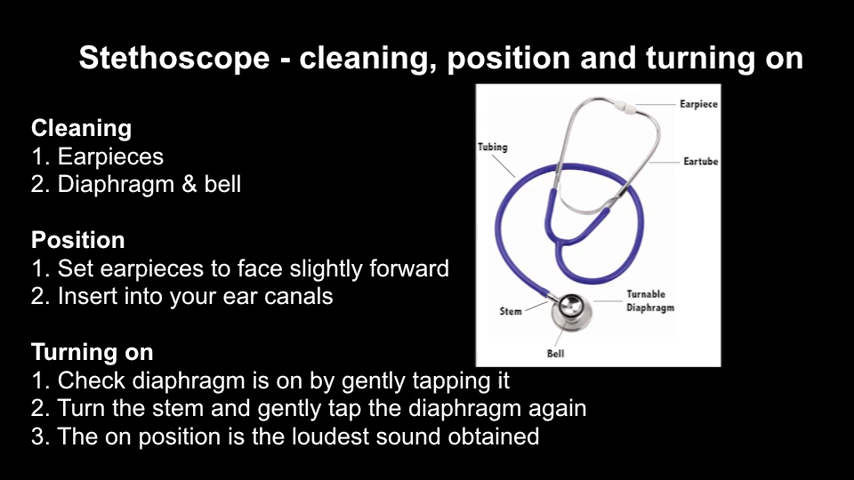 Stethoscope - cleaning, position and turning on
Cleaning
1. Earpieces
2. Diaphragm & bell
Position
1. Set earpieces to face slightly forward
2. Insert into your ear canals
Turning on
1. Check diaphragm is on by gently tapping it
2. Turn the stem and gently tap the diaphragm again
3. The on position is the loudest sound obtained
Earpiece
Tubing
Eartube
Turnable
Diaphragm
Stem
Bell